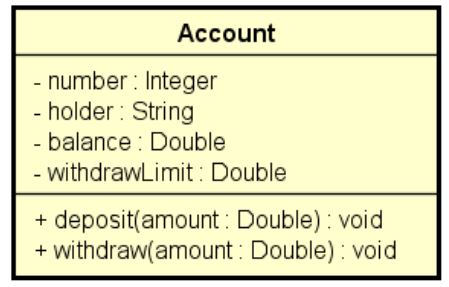 Account
- number : Integer
- holder : String
- balance : Double
- withdrawLimit : Double
+ deposit(amount : Double) : void
+ withdraw(amount : Double) : void